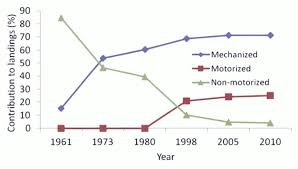 Contribution to landings (%)
90
80
70
60
50
40
30
20
10
0
Mechanized
Motorized
Non-motorized
1961 1973 1980 1998 2005 2010
Year